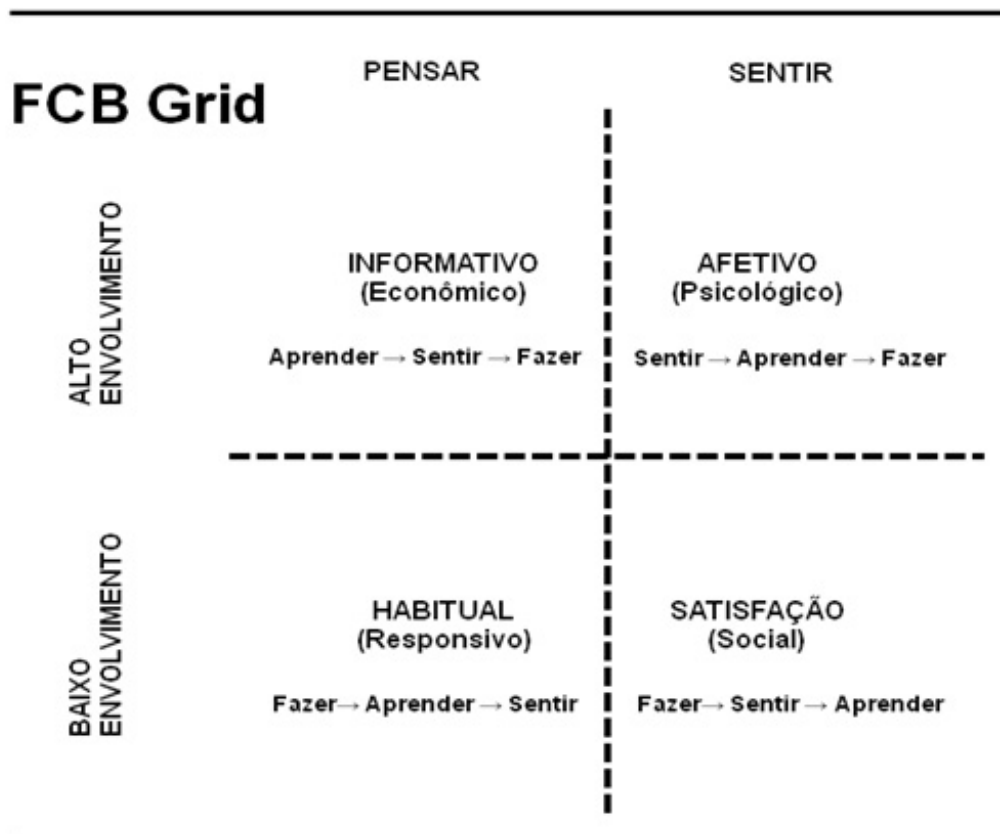 PENSAR
SENTIR
FCB Grid
ALTO
ENVOLVIMENTO
INFORMATIVO
(Econômico)
Aprender → Sentir → Fazer
AFETIVO
(Psicológico)
Sentir → Aprender → Fazer
BAIXO
ENVOLVIMENTO
HABITUAL
(Responsivo)
Fazer→ Aprender → Sentir
SATISFAÇÃO
(Social)
Fazer→ Sentir → Aprender